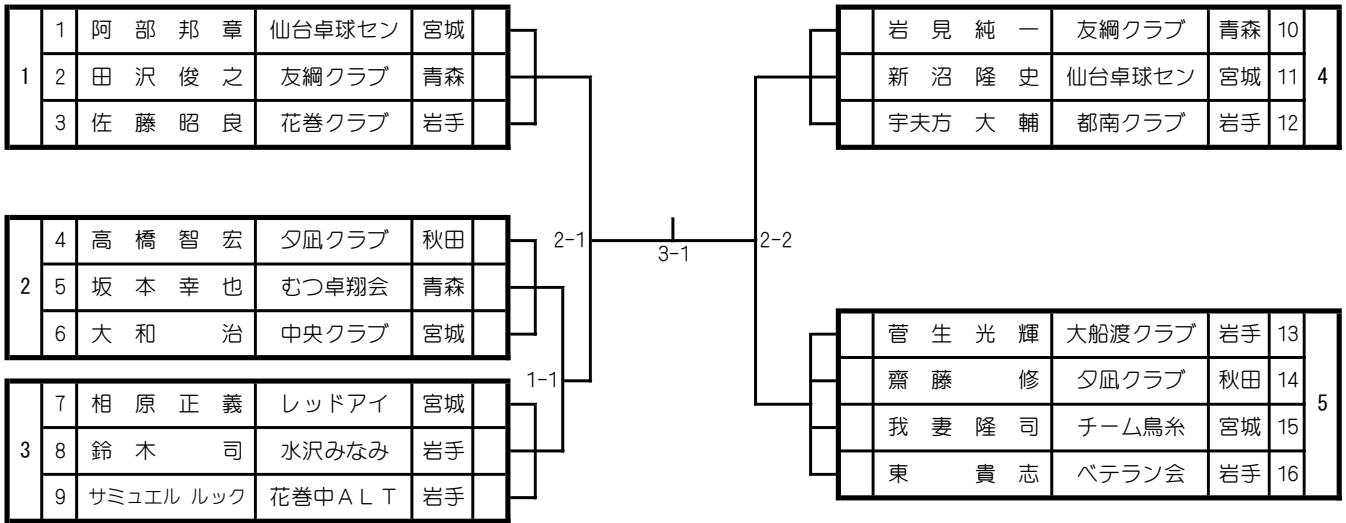 1
1 阿部邦章 仙台卓球セン 宮城
2 田沢俊之 友綱クラブ 青森
3 佐藤昭良 花巻クラブ 岩手
2
4 高橋智宏 夕凪クラブ 秋田
5 坂本幸也 むつ卓翔会 青森
6 大和治 中央クラブ 宮城
3
7 相原正義 レッドアイ 宮城
8 鈴木司 水沢みなみ 岩手
9 サミュエル ルック 花巻中ALT 岩手
2-1
1-1
3-1
2-2
岩見純一 友綱クラブ 青森 10
新沼隆史 仙台卓球セン 宮城 11
宇夫方大輔 都南クラブ 岩手 12
4
菅生光輝 大船渡クラブ 岩手 13
齋藤修 夕凪クラブ 秋田 14
我妻隆司 チーム鳥糸 宮城 15
東貴志 ベテラン会 岩手 16
5